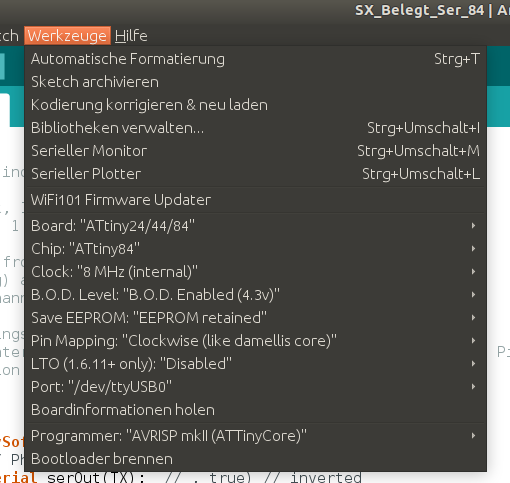 SX_Belegt_Ser_84 | A
ch Werkzeuge Hilfe
Automatische Formatierung Strg+T
Sketch archivieren
Kodierung korrigieren & neu laden
Bibliotheken verwalten... Strg+Umschalt+I
Serieller Monitor Strg+Umschalt+M
Serieller Plotter Strg+Umschalt+L
WiFi101 Firmware Updater
Board: "ATtiny24/44/84"
Chip: "ATtiny84"
Clock: "8 MHz (internal)"
B.O.D. Level: "B.O.D. Enabled (4.3v)"
Save EEPROM: "EEPROM retained"
Pin Mapping: "Clockwise (like damellis core)"
LTO (1.6.11+ only): "Disabled"
Port: "/dev/ttyUSB0"
Boardinformationen holen
Programmer: "AVRISP mkII (ATTinyCore)"
Bootloader brennen
erial serOut(TX); // , true) // inverted